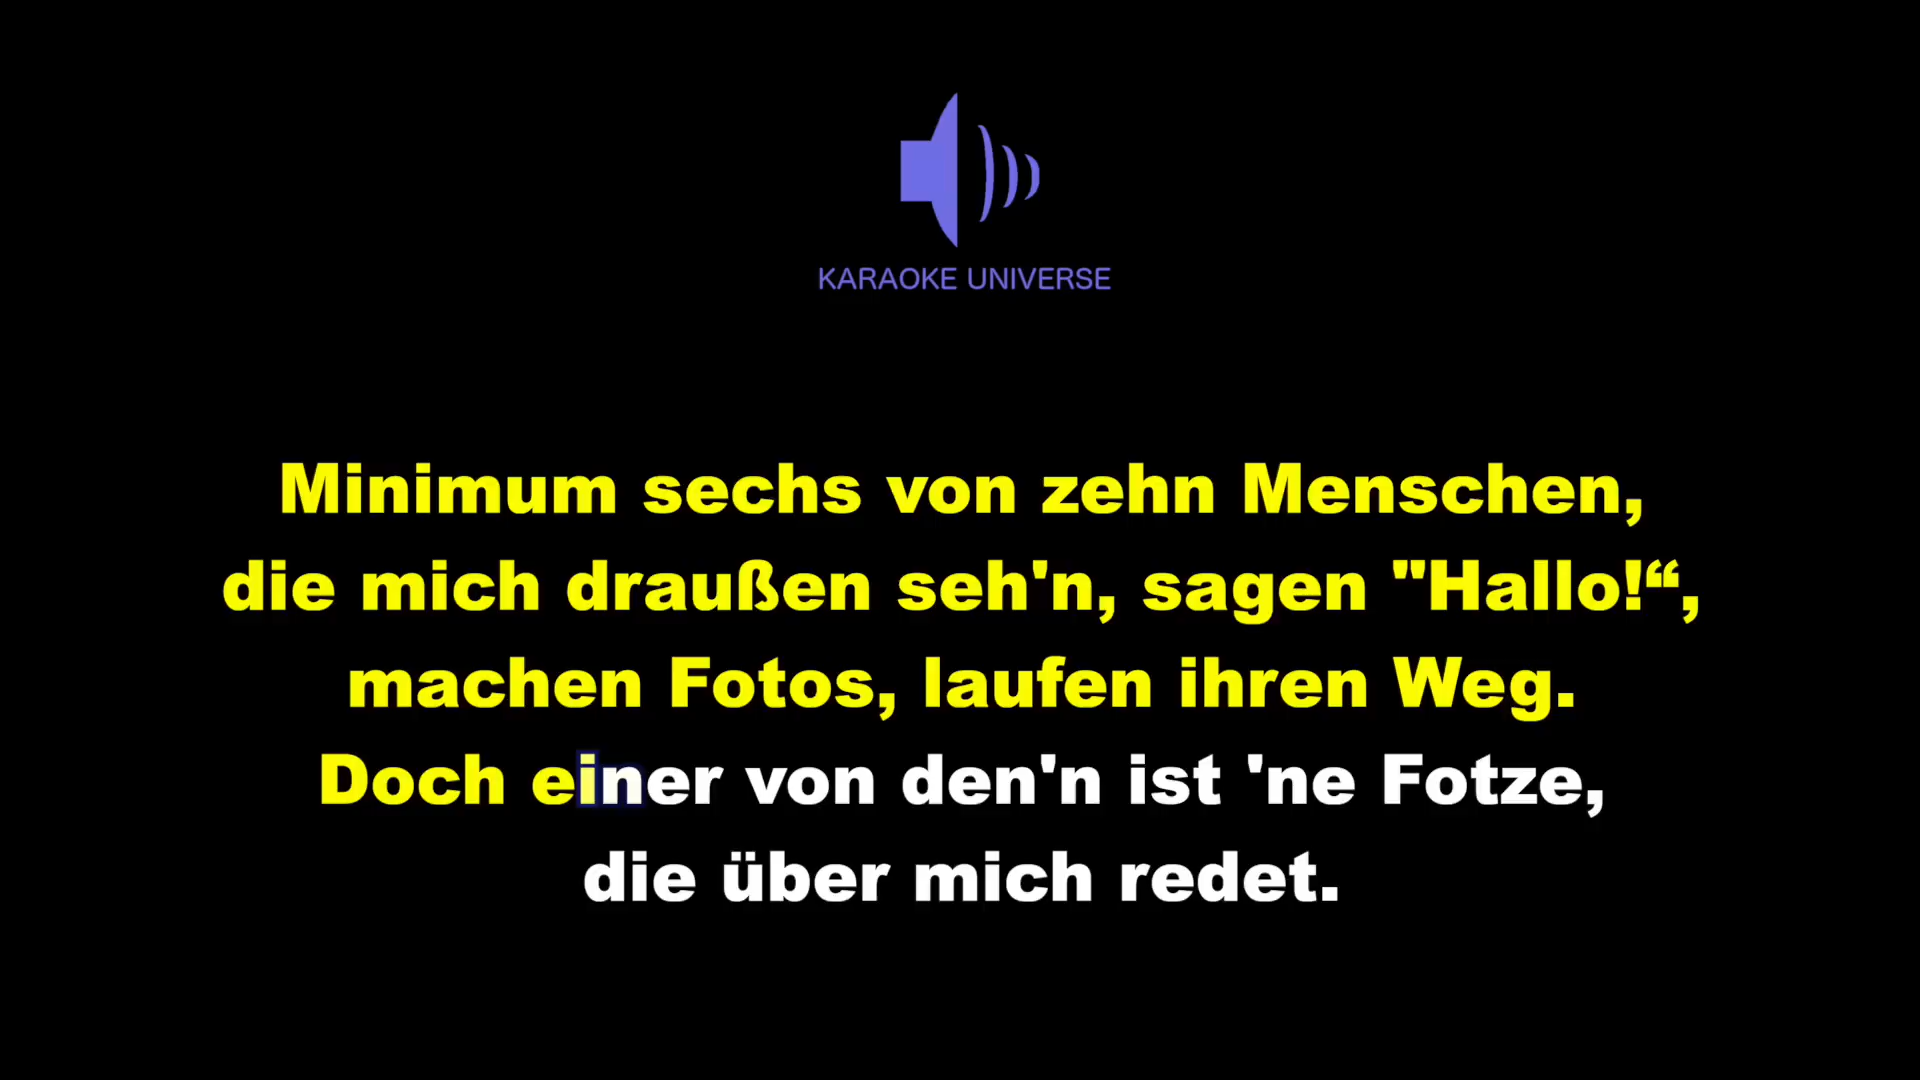 KARAOKE UNIVERSE
Minimum sechs von zehn Menschen,
die mich draußen seh'n, sagen "Hallo!“,
machen Fotos, laufen ihren Weg.
Doch einer von den'n ist 'ne Fotze,
die über mich redet.